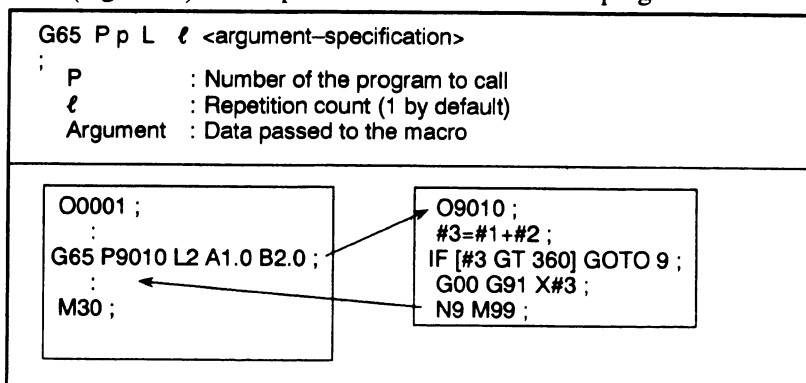 G65 P p L ℓ <argument–specification>
;
P : Number of the program to call
ℓ : Repetition count (1 by default)
Argument : Data passed to the macro
O0001 ;
:
G65 P9010 L2 A1.0 B2.0 ;
:
M30 ;
O9010 ;
#3=#1+#2 ;
IF [#3 GT 360] GOTO 9 ;
G00 G91 X#3 ;
N9 M99 ;